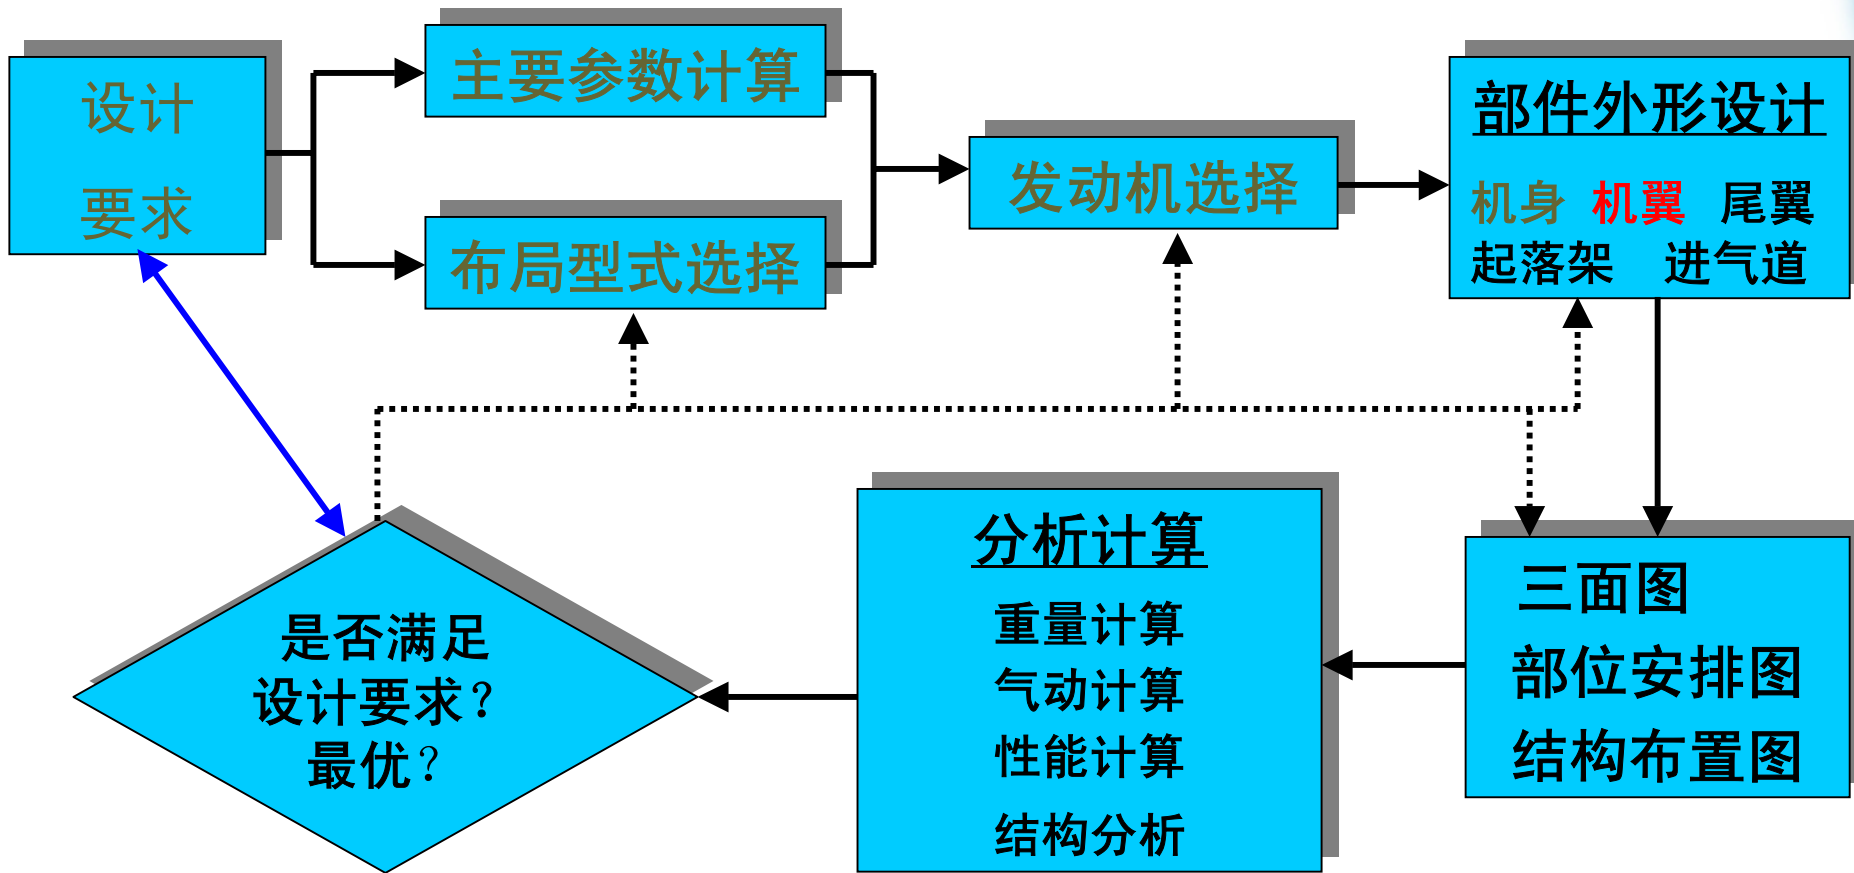 设计
要求
主要参数计算
布局型式选择
发动机选择
部件外形设计
机身 机翼 尾翼
起落架 进气道
三面图
部位安排图
结构布置图
分析计算
重量计算
气动计算
性能计算
结构分析
是否满足
设计要求?
最优?